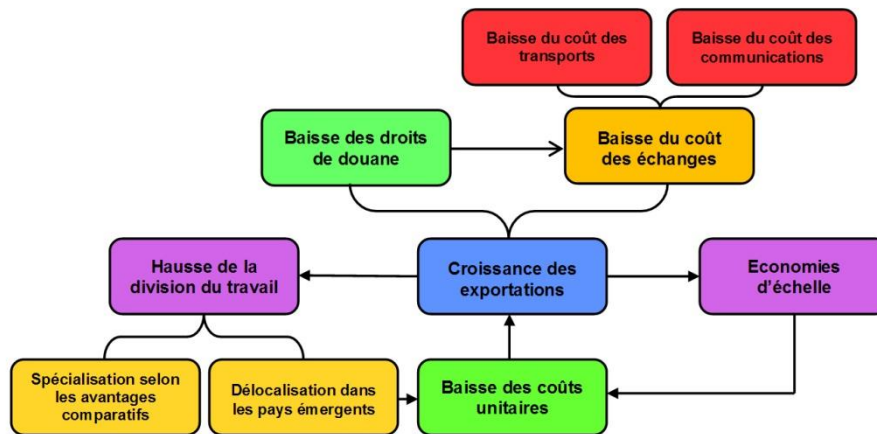 Baisse du coût des
transports
Baisse du coût des
communications
Baisse des droits
de douane
Baisse du coût
des échanges
Hausse de la
division du travail
Croissance des
exportations
Economies
d'échelle
Spécialisation selon
les avantages
comparatifs
Délocalisation dans
les pays émergents
Baisse des coûts
unitaires